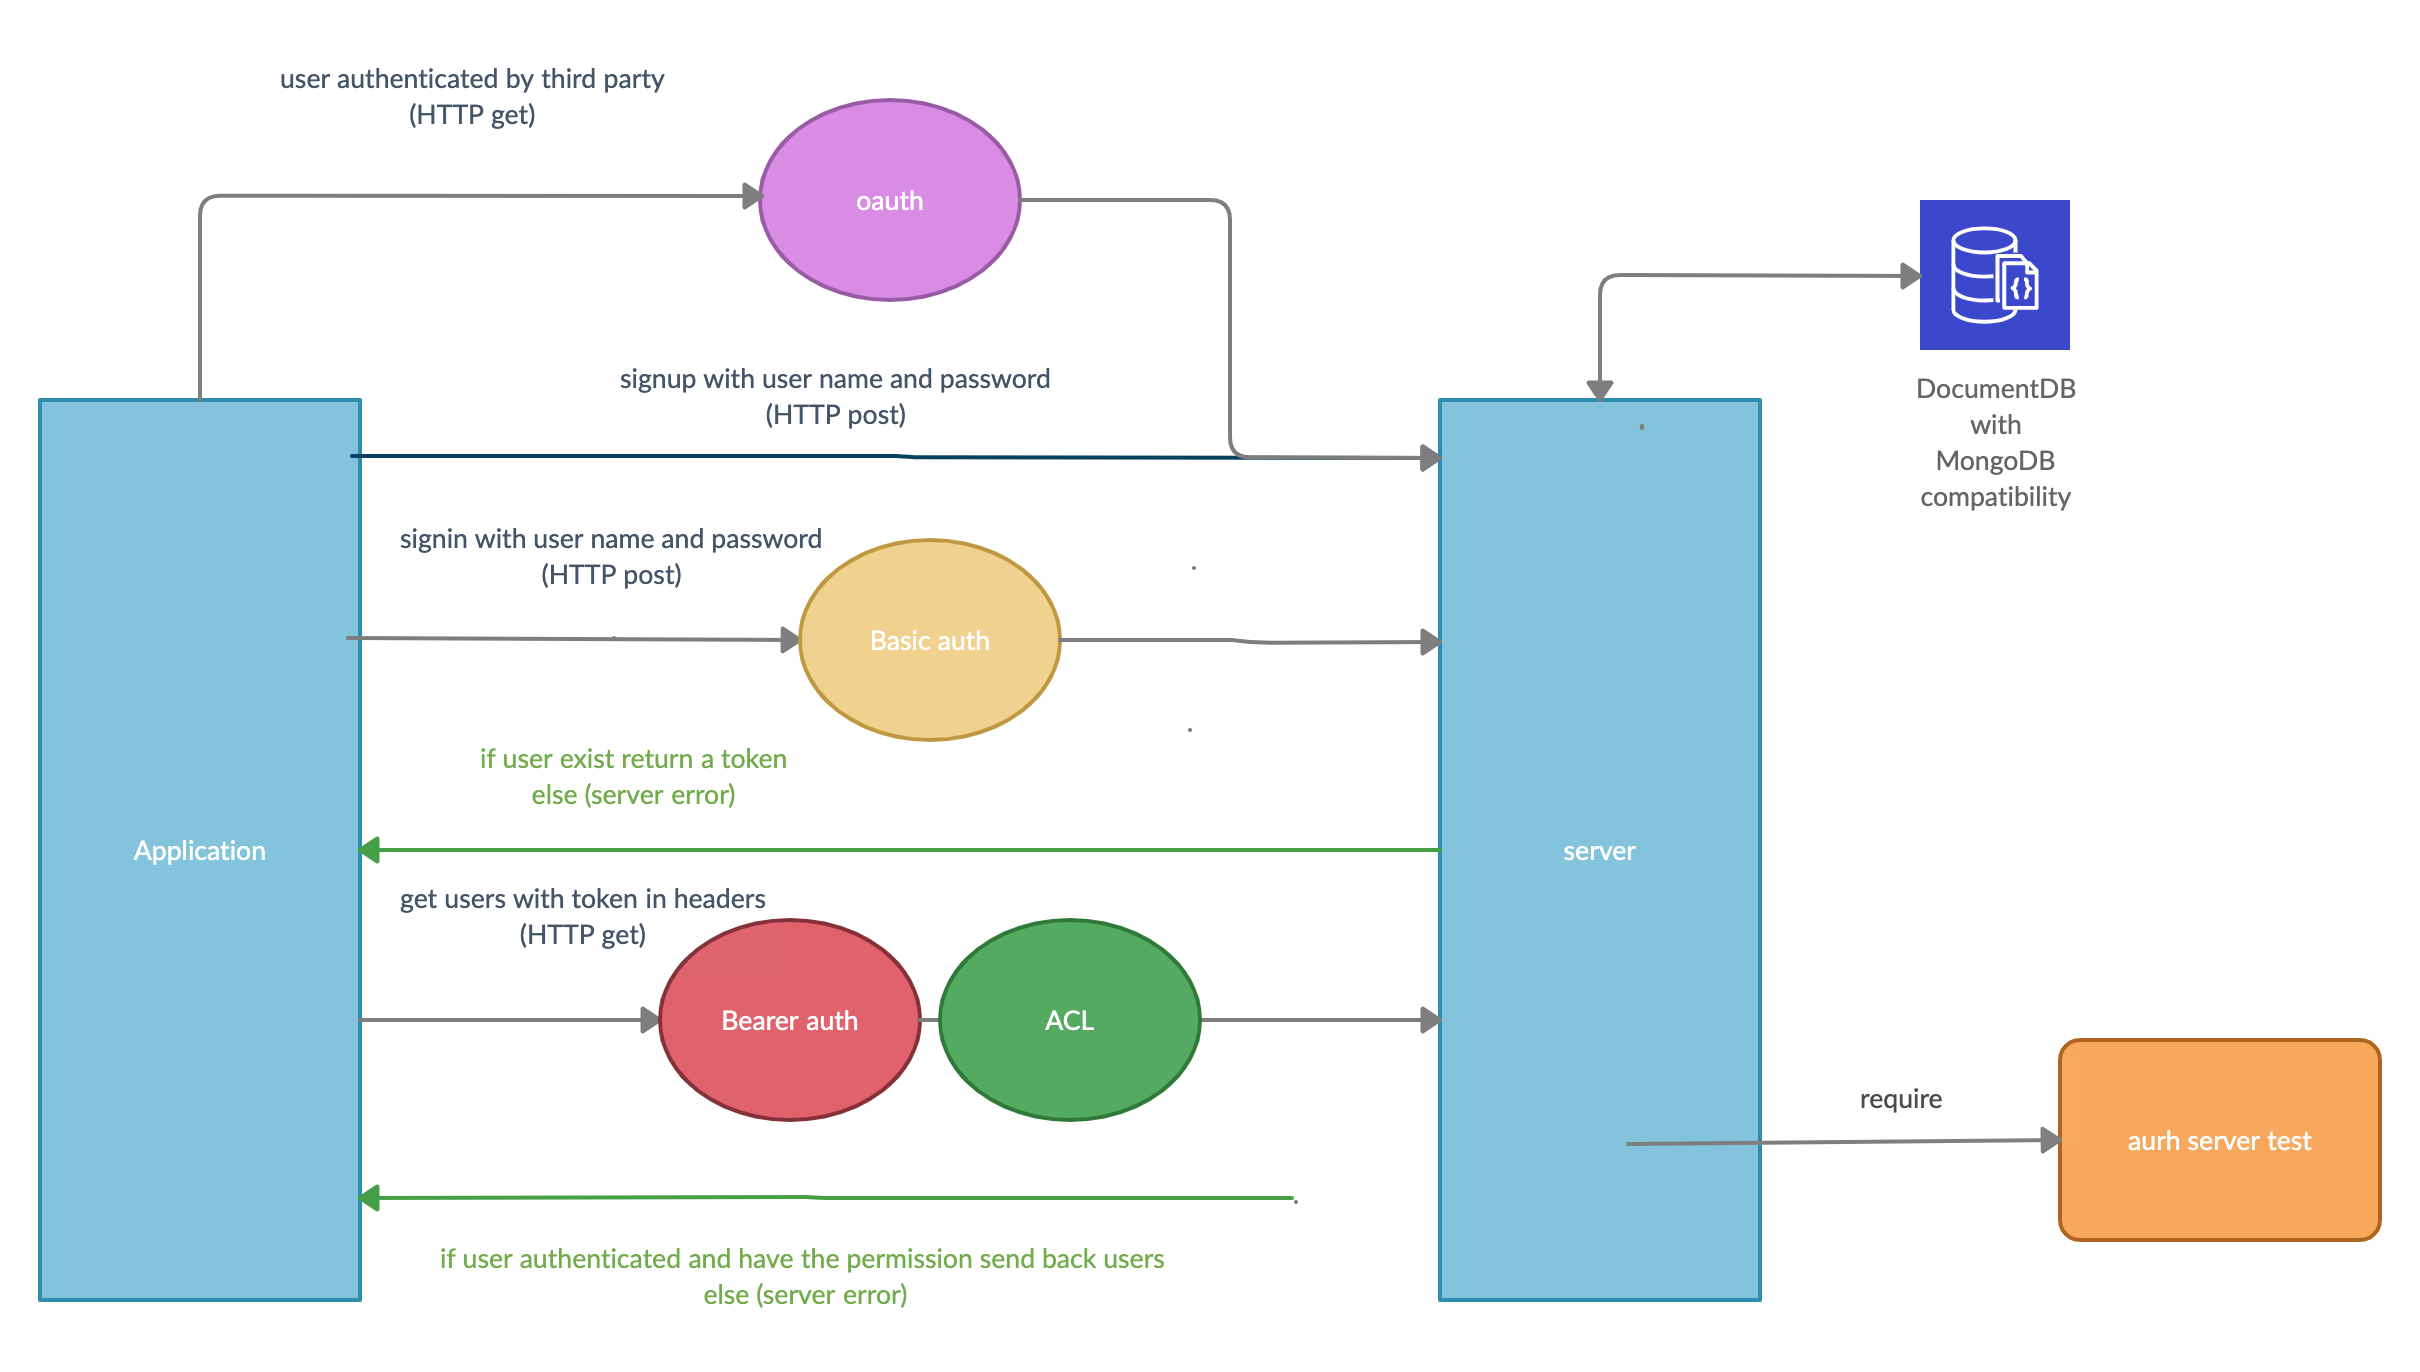 user authenticated by third party
(HTTP get)
oauth
signup with user name and password
(HTTP post)
DocumentDB
with
MongoDB
compatibility
signin with user name and password
(HTTP post)
Basic auth
if user exist return a token
else (server error)
Application
server
get users with token in headers
(HTTP get)
Bearer auth
ACL
require
aurh server test
if user authenticated and have the permission send back users
else (server error)